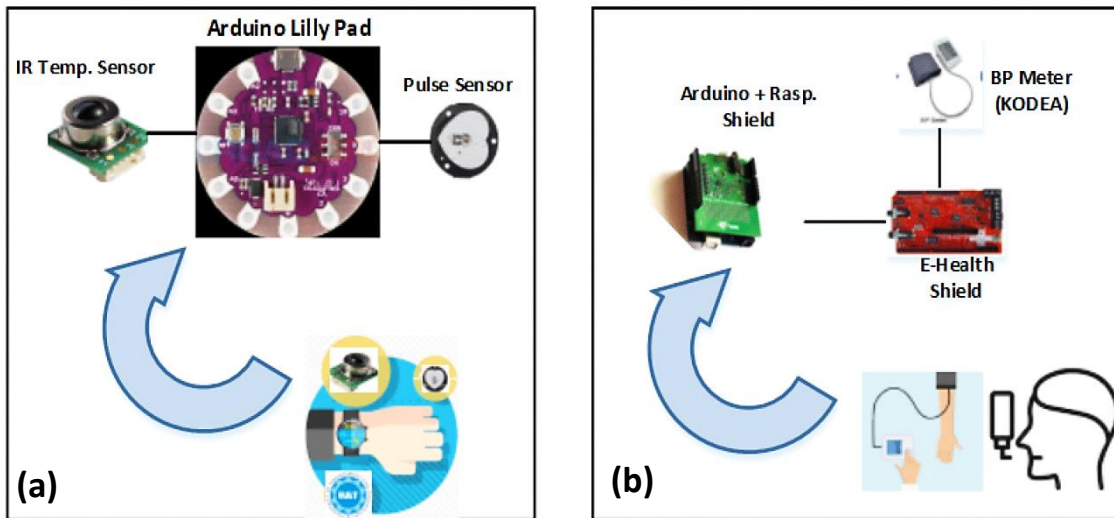 Arduino Lilly Pad
IR Temp. Sensor
Pulse Sensor
(a)
Arduino + Rasp.
Shield
BP Meter
(KODEA)
E-Health
Shield
(b)